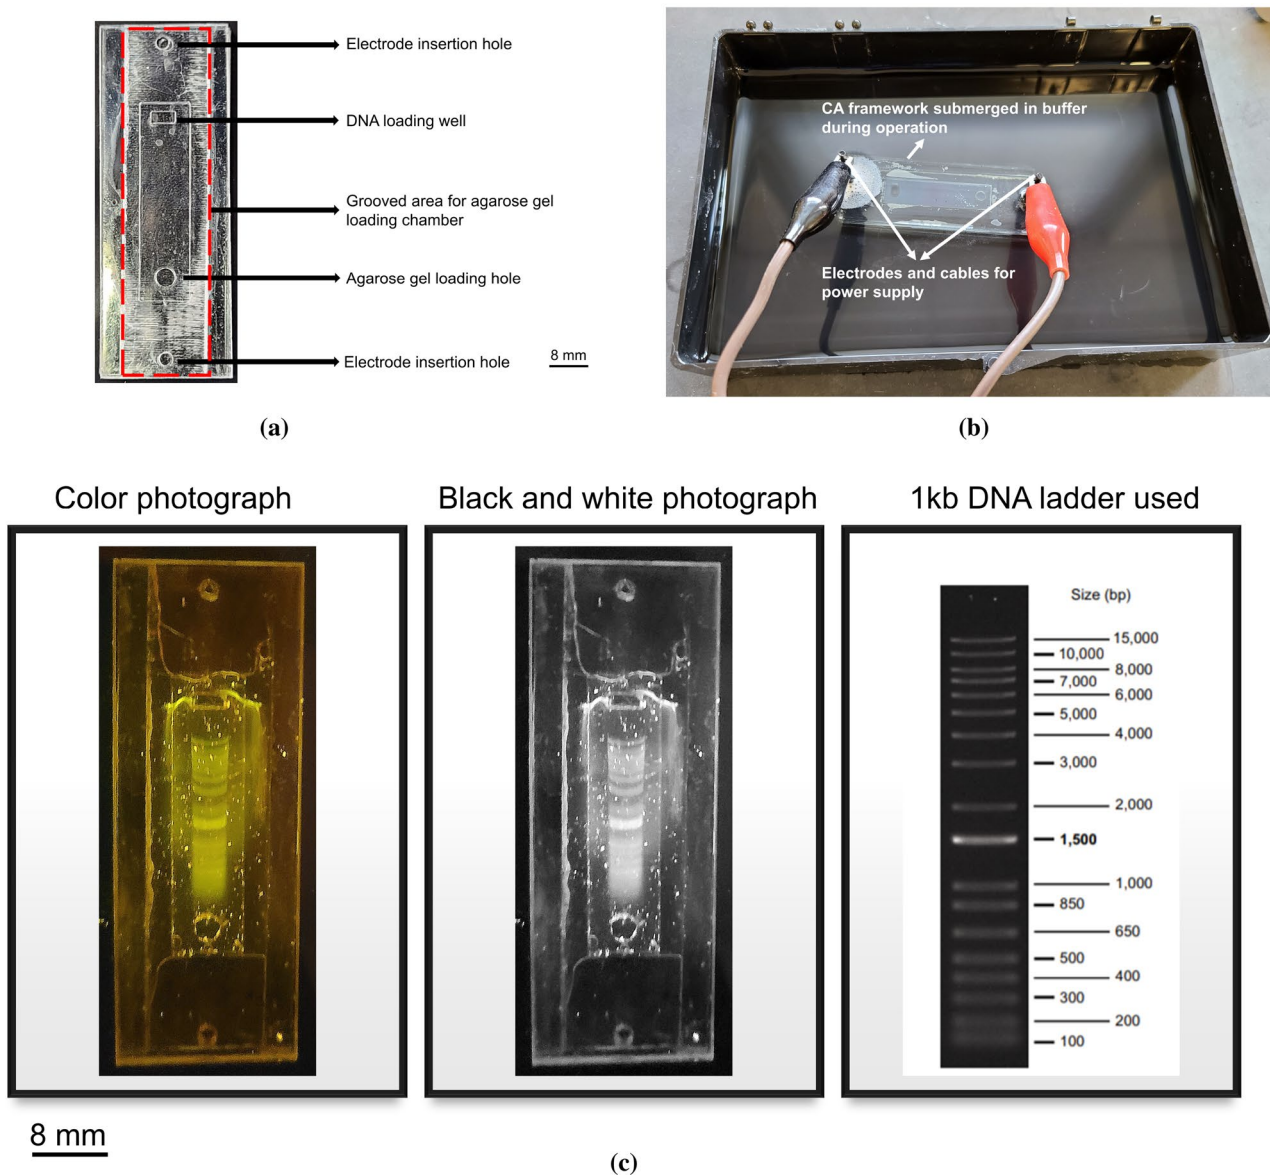 Electrode insertion hole
DNA loading well
Grooved area for agarose gel
loading chamber
Agarose gel loading hole
Electrode insertion hole
8 mm
(a)
CA framework submerged in buffer
during operation
Electrodes and cables for
power supply
(b)
Color photograph
Black and white photograph
1kb DNA ladder used
Size (bp)
15,000
10,000
8,000
7,000
6,000
5,000
4,000
3,000
2,000
1,500
1,000
850
650
500
400
300
200
100
8 mm
(c)